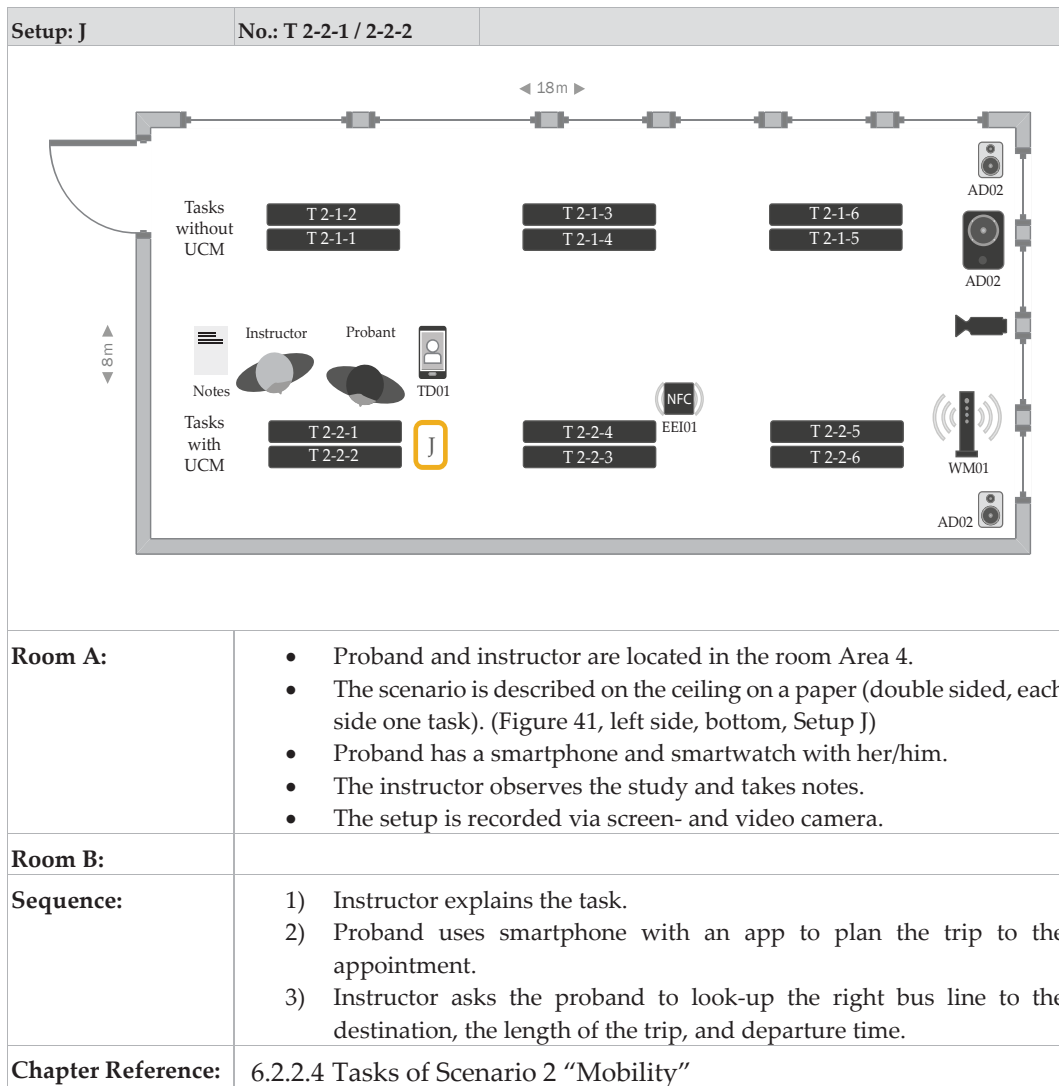 Setup: J No.: T 2-2-1 / 2-2-2
18m
Tasks
without
UCM
T 2-1-2
T 2-1-1
T 2-1-3
T 2-1-4
T 2-1-6
T 2-1-5
AD02
AD02
8m
Notes
Instructor
Probant
TD01
Tasks
with
UCM
T 2-2-1
T 2-2-2
J
T 2-2-4
T 2-2-3
NFC
EEI01
T 2-2-5
T 2-2-6
WM01
AD02
Room A:
• Proband and instructor are located in the room Area 4.
• The scenario is described on the ceiling on a paper (double sided, each
side one task). (Figure 41, left side, bottom, Setup J)
• Proband has a smartphone and smartwatch with her/him.
• The instructor observes the study and takes notes.
• The setup is recorded via screen- and video camera.
Room B:
Sequence:
1) Instructor explains the task.
2) Proband uses smartphone with an app to plan the trip to the
appointment.
3) Instructor asks the proband to look-up the right bus line to the
destination, the length of the trip, and departure time.
Chapter Reference: 6.2.2.4 Tasks of Scenario 2 “Mobility”